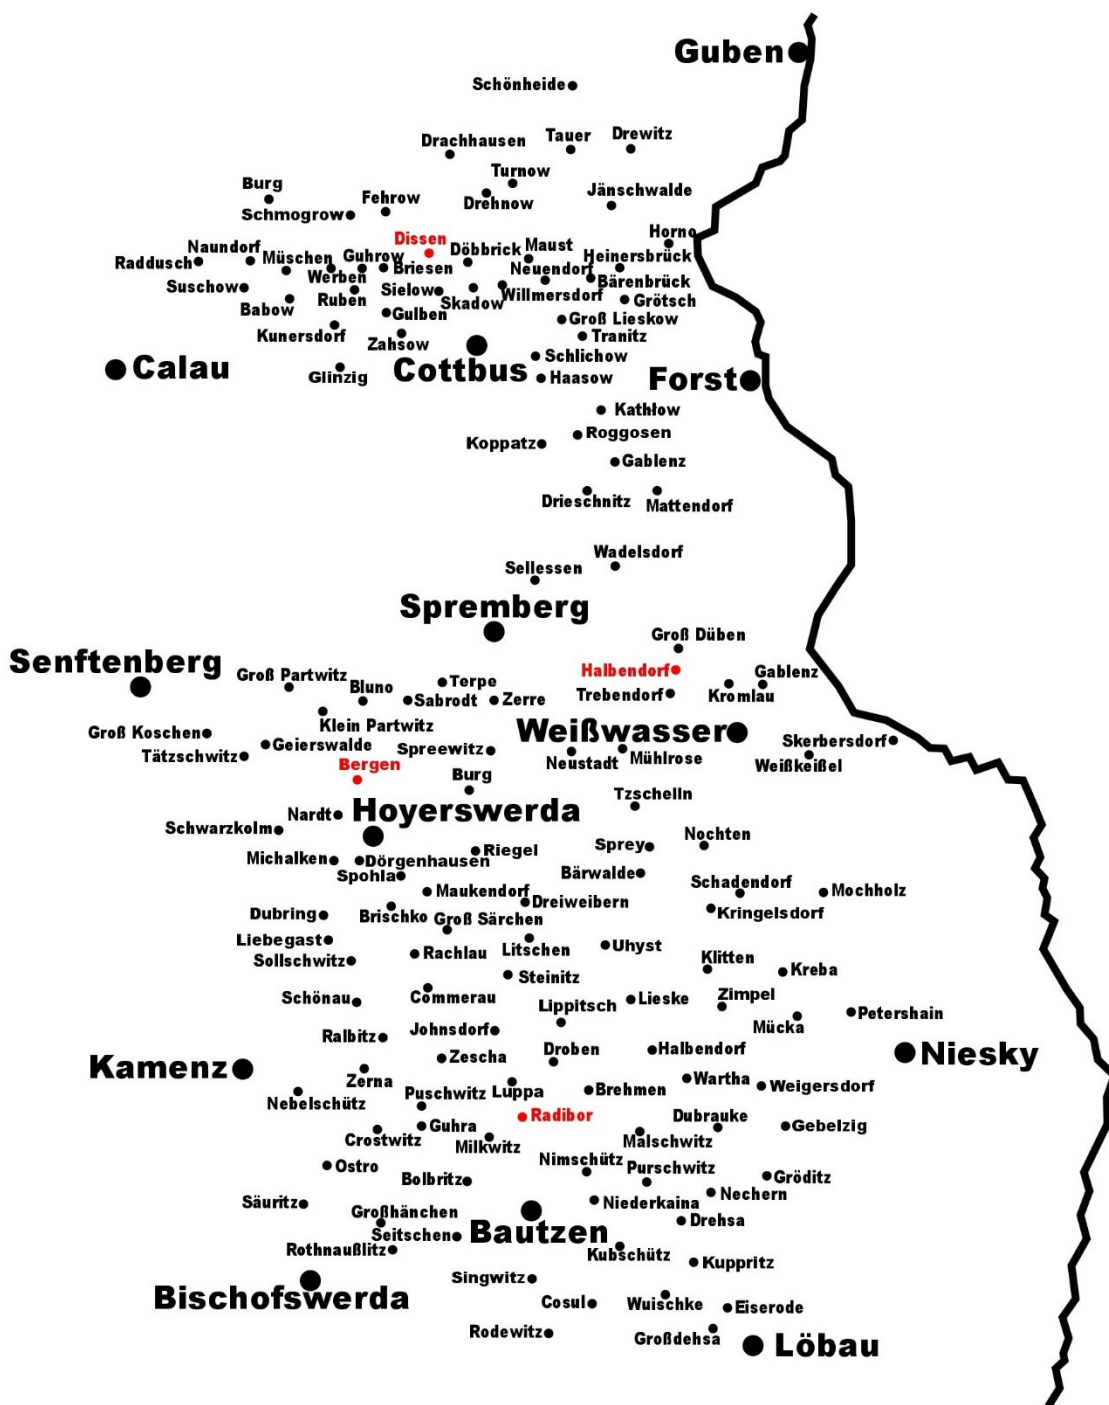 Guben
Schönheide
Drachhausen
Tauer
Drewitz
Turnow
Burg
Fehrow
Drehnow
Jänschwalde
Schmogrow
Dissen
Horno
Naundorf
Müschen
Guhrow
Döbbrick
Maust
Heinersbrück
Raddusch
Werben
Briesen
Neuendorf
Bärenbrück
Suschow
Ruben
Sielow
Skadow
Willmersdorf
Grötsch
Babow
Gulben
Groß Lieskow
Kunersdorf
Zahsow
Tranitz
Schlichow
Calau
Glinzig
Cottbus
Haasow
Forst
Kathłow
Roggosen
Koppatz
Gablenz
Drieschnitz
Mattendorf
Wadelsdorf
Sellessen
Spremberg
Groß Düben
Senftenberg
Halbendorf
Groß Partwitz
Bluno
Terpe
Gablenz
Sabrodt
Zerre
Trebendorf
Kromlau
Klein Partwitz
Groß Koschen
Geierswalde
Weißwasser
Skerbersdorf
Tätzschwitz
Spreewitz
Neustadt
Mühlrose
Weißkeißel
Bergen
Burg
Tzschelln
Nardt
Hoyerswerda
Schwarzkolm
Nochten
Michalken
Dörgenhausen
Riegel
Sprey
Spohla
Bärwalde
Maukendorf
Schadendorf
Mochholz
Dreiweibern
Dubring
Brischko
Kringelsdorf
Groß Särchen
Liebegast
Litschen
Uhyst
Rachlau
Klitten
Sollschwitz
Steinitz
Kreba
Schönau
Commerau
Lippitsch
Lieske
Zimpel
Petershain
Mücka
Ralbitz
Johnsdorf
Zescha
Droben
Halbendorf
Niesky
Kamenz
Zerna
Wartha
Nebelschütz
Puschwitz
Luppa
Brehmen
Weigersdorf
Radibor
Guhra
Dubrauke
Gebelzig
Crostwitz
Milkwitz
Malschwitz
Ostro
Nimschütz
Purschwitz
Bolbritz
Gröditz
Säuritz
Niederkaina
Nechern
Großhänchen
Drehsa
Seitschen
Bautzen
Rothnaußlitz
Kubschütz
Kuppritz
Singwitz
Bischofswerda
Cosul
Wuischke
Eiserode
Rodewitz
Großdehsa
Löbau